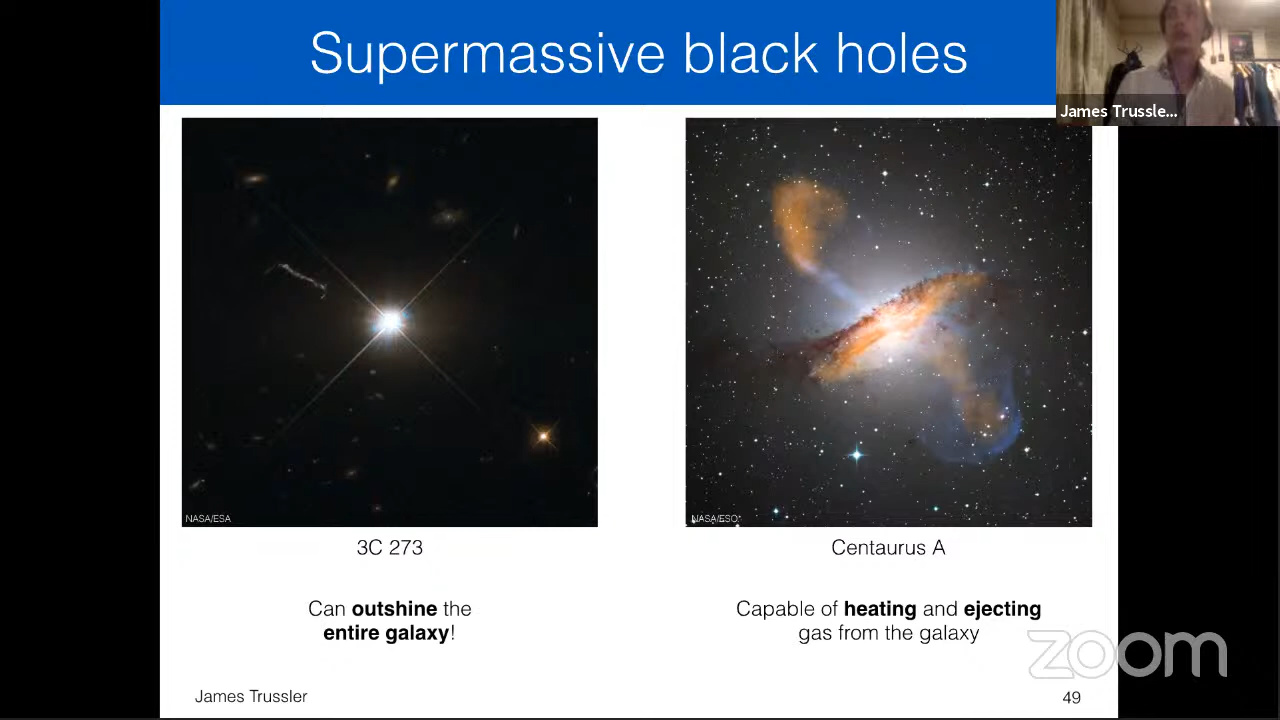 Supermassive black holes
James Trussle...
NASA/ESA
NASA/ESO
3C 273
Centaurus A
Can outshine the
entire galaxy!
Capable of heating and ejecting
gas from the galaxy
zoom
James Trussler
49